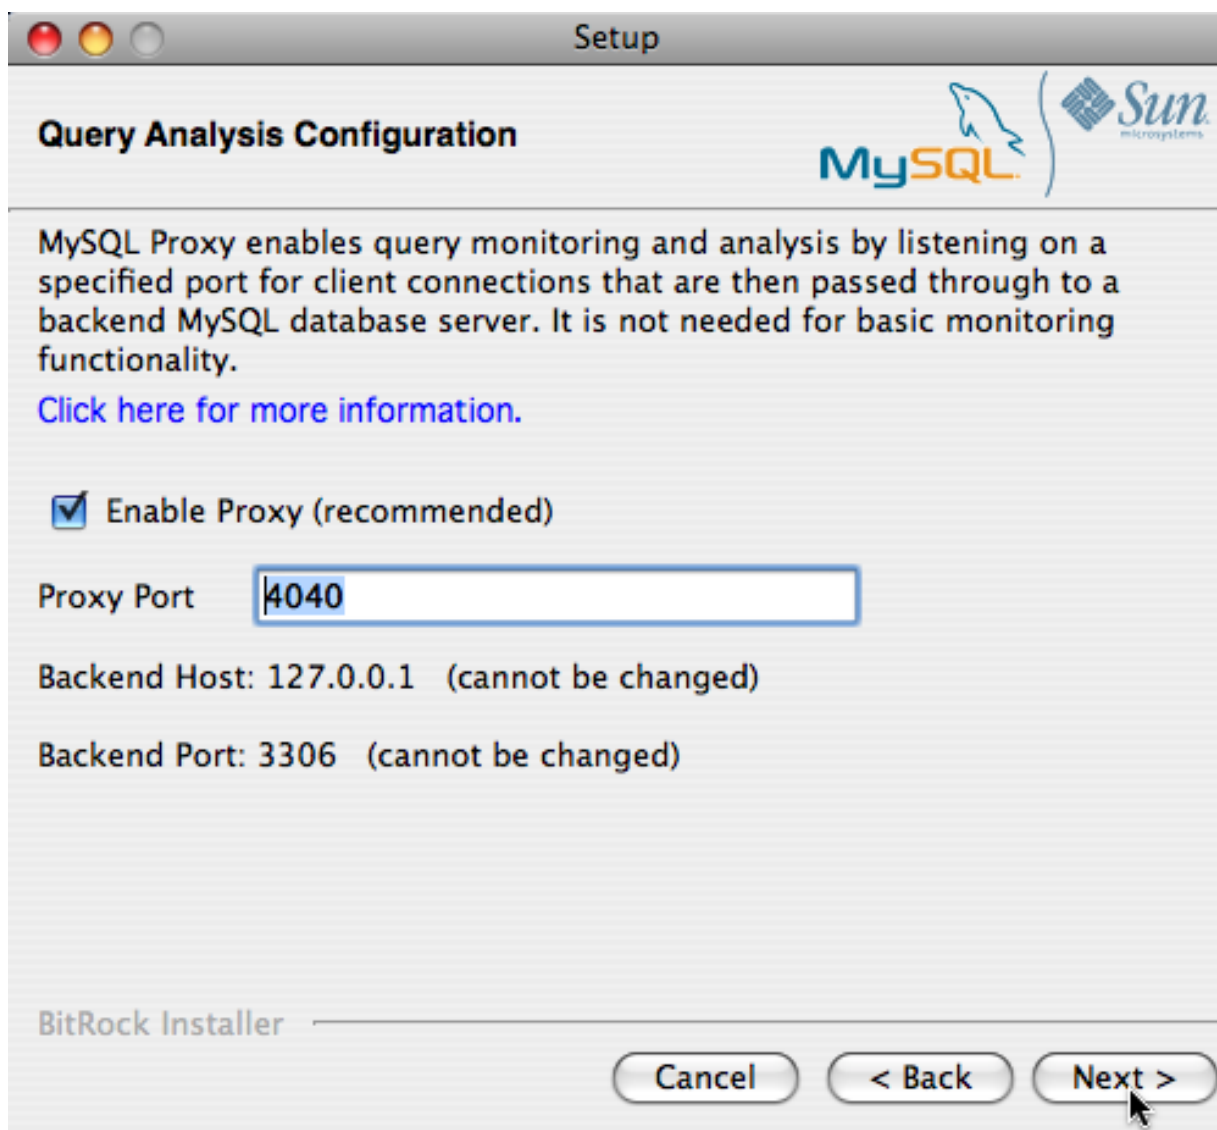 Setup
Query Analysis Configuration
MySQL
Sun
microsystems
MySQL Proxy enables query monitoring and analysis by listening on a
specified port for client connections that are then passed through to a
backend MySQL database server. It is not needed for basic monitoring
functionality.
Click here for more information.
Enable Proxy (recommended)
Proxy Port 4040
Backend Host: 127.0.0.1 (cannot be changed)
Backend Port: 3306 (cannot be changed)
BitRock Installer
Cancel < Back Next >